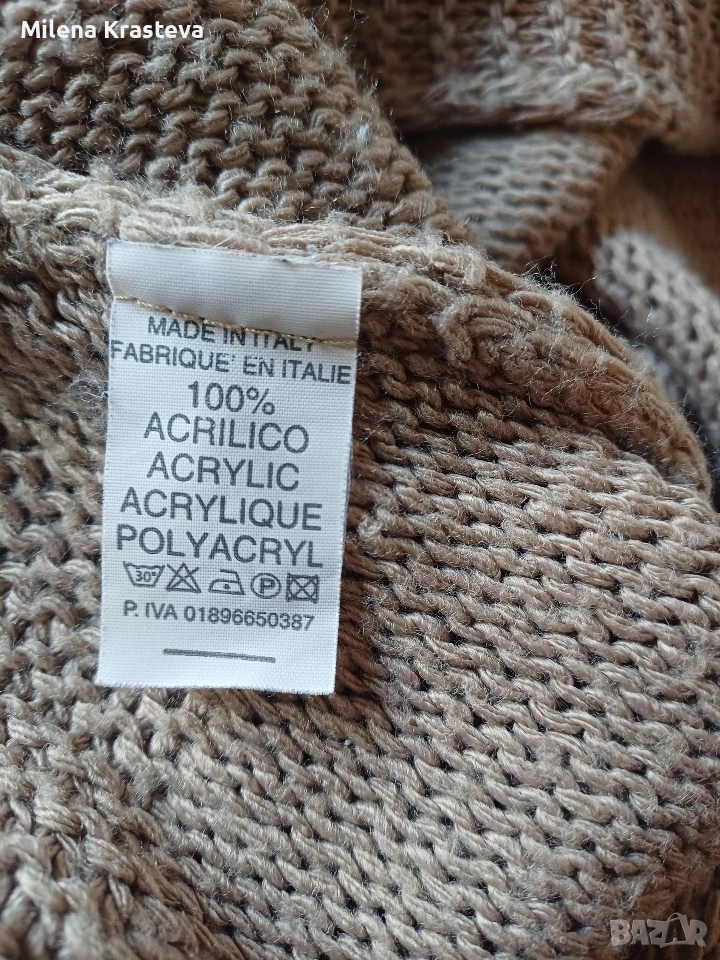 Milena Krasteva
MADE IN ITALY
FABRIQUE' EN ITALIE
100%
ACRILICO
ACRYLIC
ACRYLIQUE
POLYACRYL
30° P
P. IVA 01896650387
BAZAR